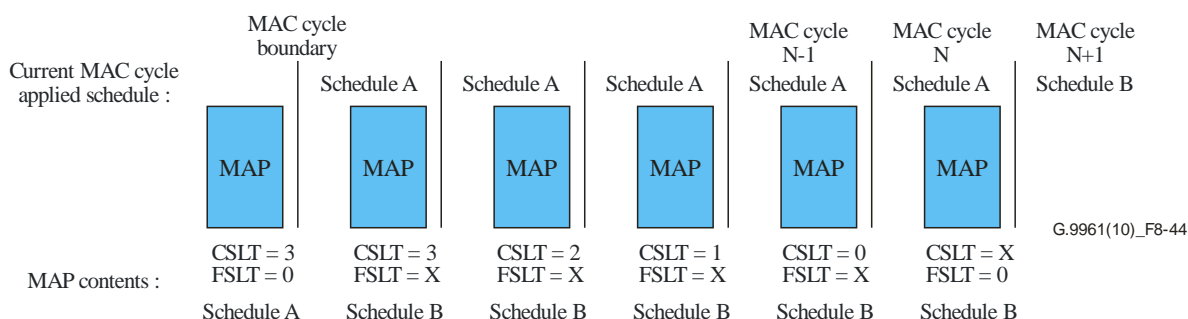 MAC cycle
boundary
MAC cycle
N-1
MAC cycle
N
MAC cycle
N+1
Current MAC cycle
applied schedule :
Schedule A
Schedule A
Schedule A
Schedule A
Schedule A
Schedule B
MAP
MAP
MAP
MAP
MAP
MAP
G.9961(10)_F8-44
MAP contents :
CSLT = 3
FSLT = 0
CSLT = 3
FSLT = X
CSLT = 2
FSLT = X
CSLT = 1
FSLT = X
CSLT = 0
FSLT = X
CSLT = X
FSLT = 0
Schedule A
Schedule B
Schedule B
Schedule B
Schedule B
Schedule B